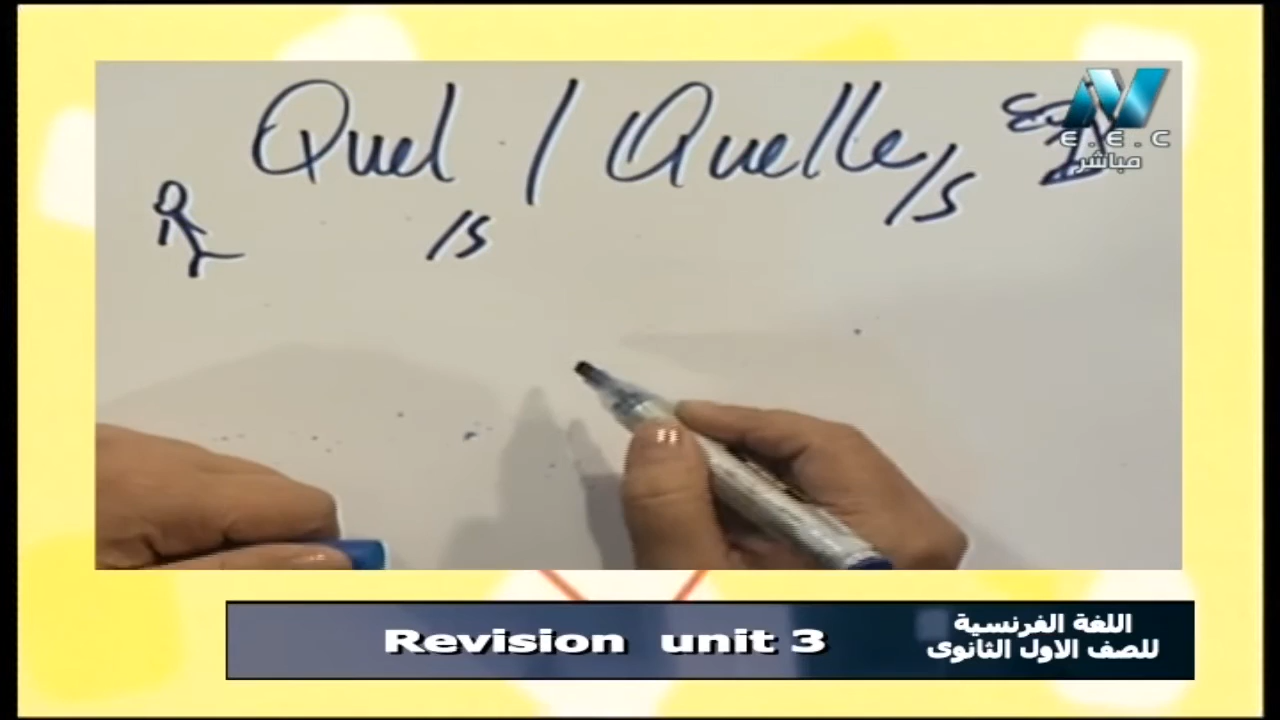 Quel / Quelle/s
/s
E.E.C
مباشر
Revision unit 3
اللغة الفرنسية
للصف الاول الثانوى